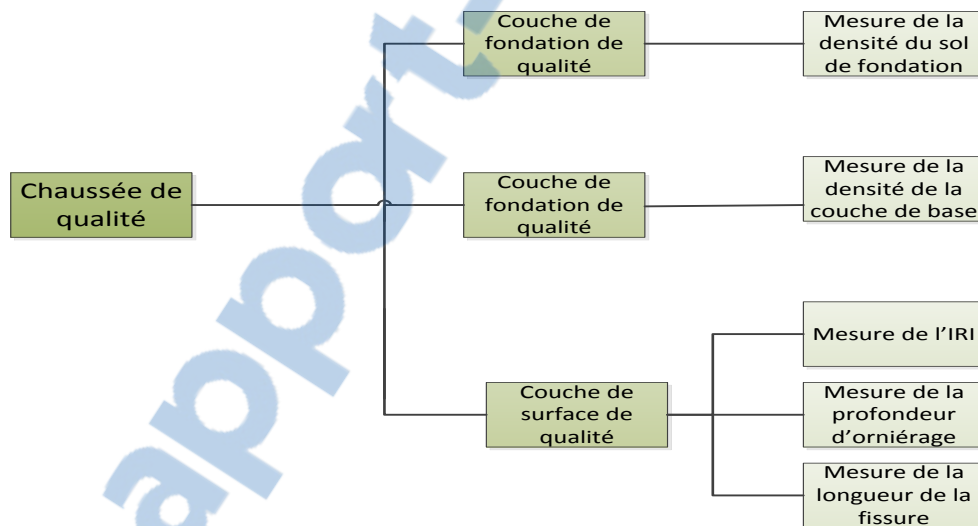 Couche de
fondation de
qualité
Mesure de la
densité du sol
de fondation
Chaussée de
qualité
Couche de
fondation de
qualité
Mesure de la
densité de la
couche de base
Mesure de l'IRI
Couche de
surface de
qualité
Mesure de la
profondeur
d'orniérage
Mesure de la
longueur de la
fissure
apport